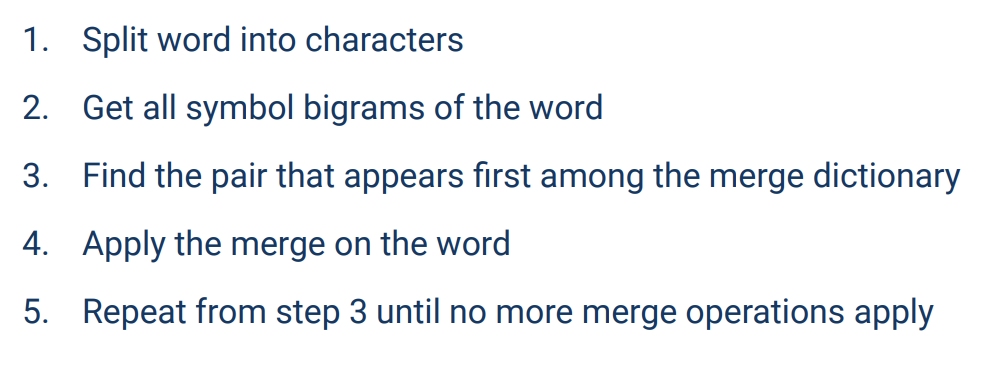 1. Split word into characters
2. Get all symbol bigrams of the word
3. Find the pair that appears first among the merge dictionary
4. Apply the merge on the word
5. Repeat from step 3 until no more merge operations apply